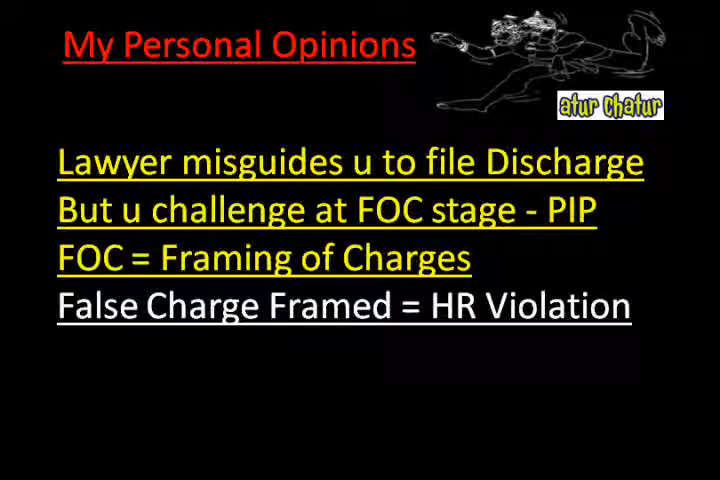 My Personal Opinions
atur chatur
Lawyer misguides u to file Discharge
But u challenge at FOC stage - PIP
FOC = Framing of Charges
False Charge Framed = HR Violation